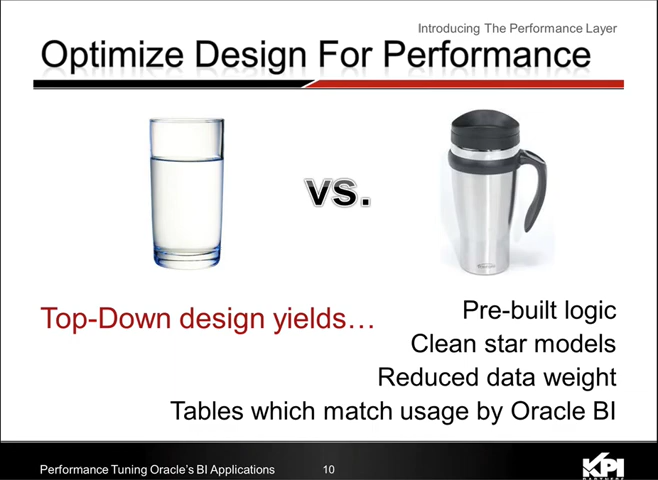 Introducing The Performance Layer
Optimize Design For Performance
vs.
Top-Down design yields…
Pre-built logic
Clean star models
Reduced data weight
Tables which match usage by Oracle BI
Performance Tuning Oracle's BI Applications
10
KPI
PARTNERS